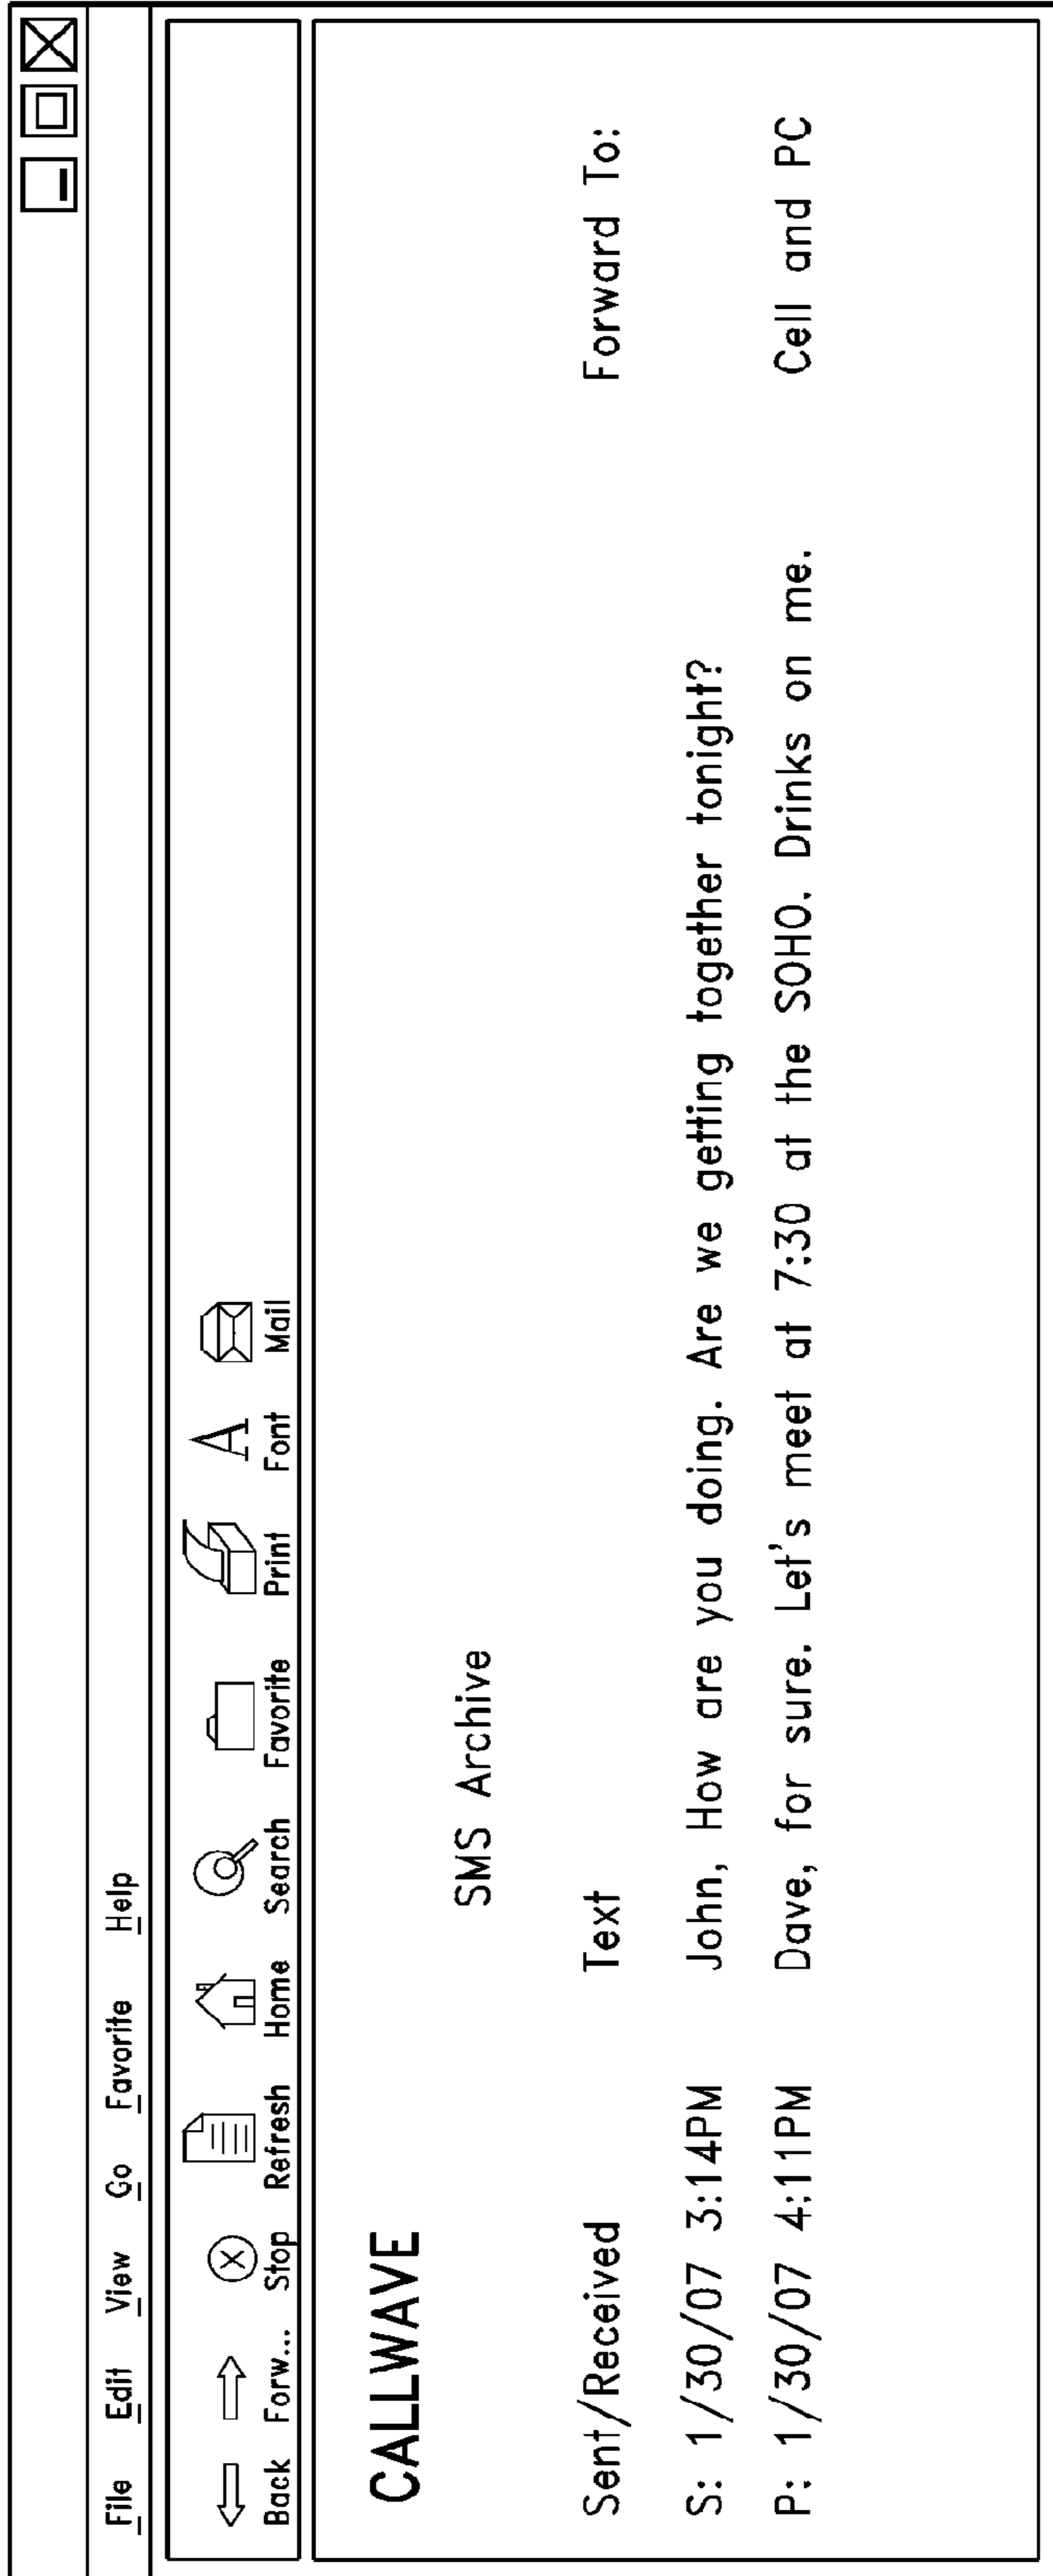 File Edit View Go Favorite Help
Back Forw... Stop Refresh Home Search Favorite Print Font Mail
CALLWAVE
SMS Archive
Sent/Received Text Forward To:
S: 1/30/07 3:14PM John, How are you doing. Are we getting together tonight?
P: 1/30/07 4:11PM Dave, for sure. Let's meet at 7:30 at the SOHO. Drinks on me. Cell and PC